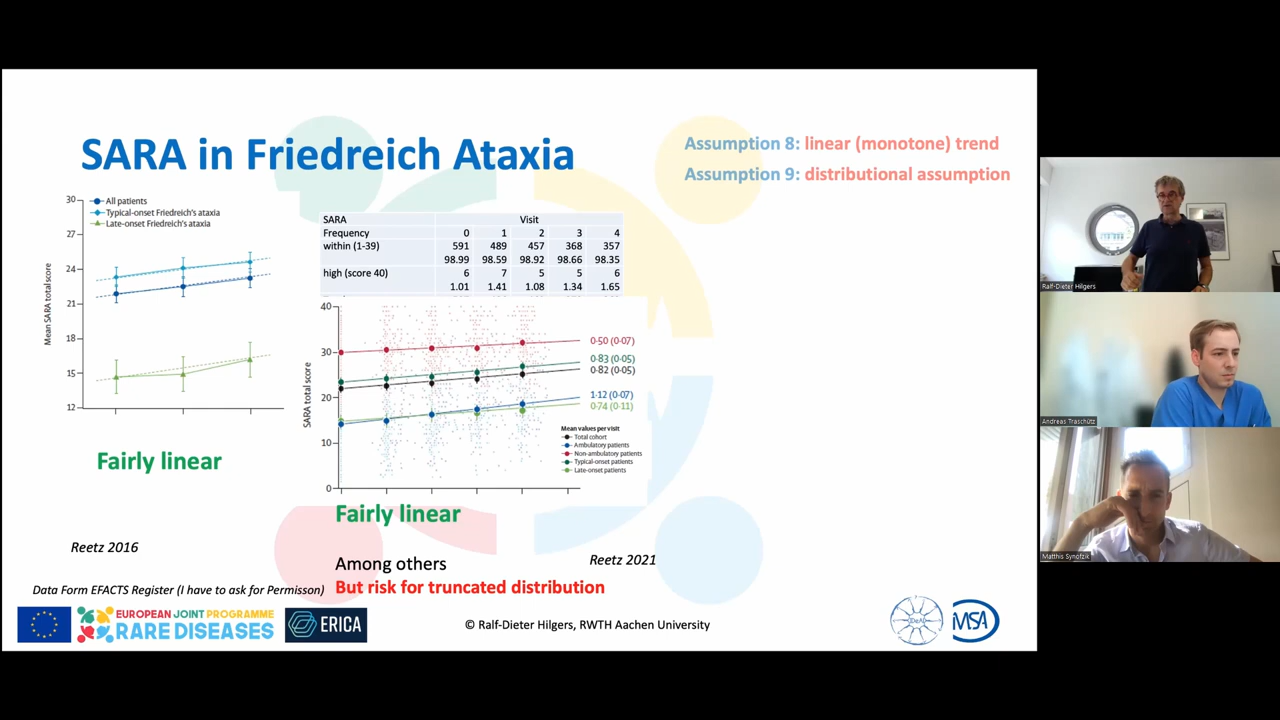 SARA in Friedreich Ataxia
Assumption 8: linear (monotone) trend
Assumption 9: distributional assumption
30
27
24
21
18
15
12
Mean SARA total score
All patients
Typical-onset Friedreich's ataxia
Late-onset Friedreich's ataxia
Fairly linear
Reetz 2016
SARA Visit
Frequency 0 1 2 3 4
within (1-39) 591 489 457 368 357
98.99 98.59 98.92 98.66 98.35
high (score 40) 6 7 5 5 6
1.01 1.41 1.08 1.34 1.65
40
30
20
10
0
SARA total score
0·50 (0·07)
0·83 (0·05)
0·82 (0·05)
1·12 (0·07)
0·74 (0·11)
Mean values per visit
Total cohort
Ambulatory patients
Non-ambulatory patients
Typical-onset patients
Late-onset patients
Fairly linear
Among others
Reetz 2021
Data Form EFACTS Register (I have to ask for Permisson)
But risk for truncated distribution
EUROPEAN JOINT PROGRAMME
RARE DISEASES
ERICA
© Ralf-Dieter Hilgers, RWTH Aachen University
IDeAl
iMSA
Ralf-Dieter Hilgers
Andreas Traschütz
Matthis Synofzik